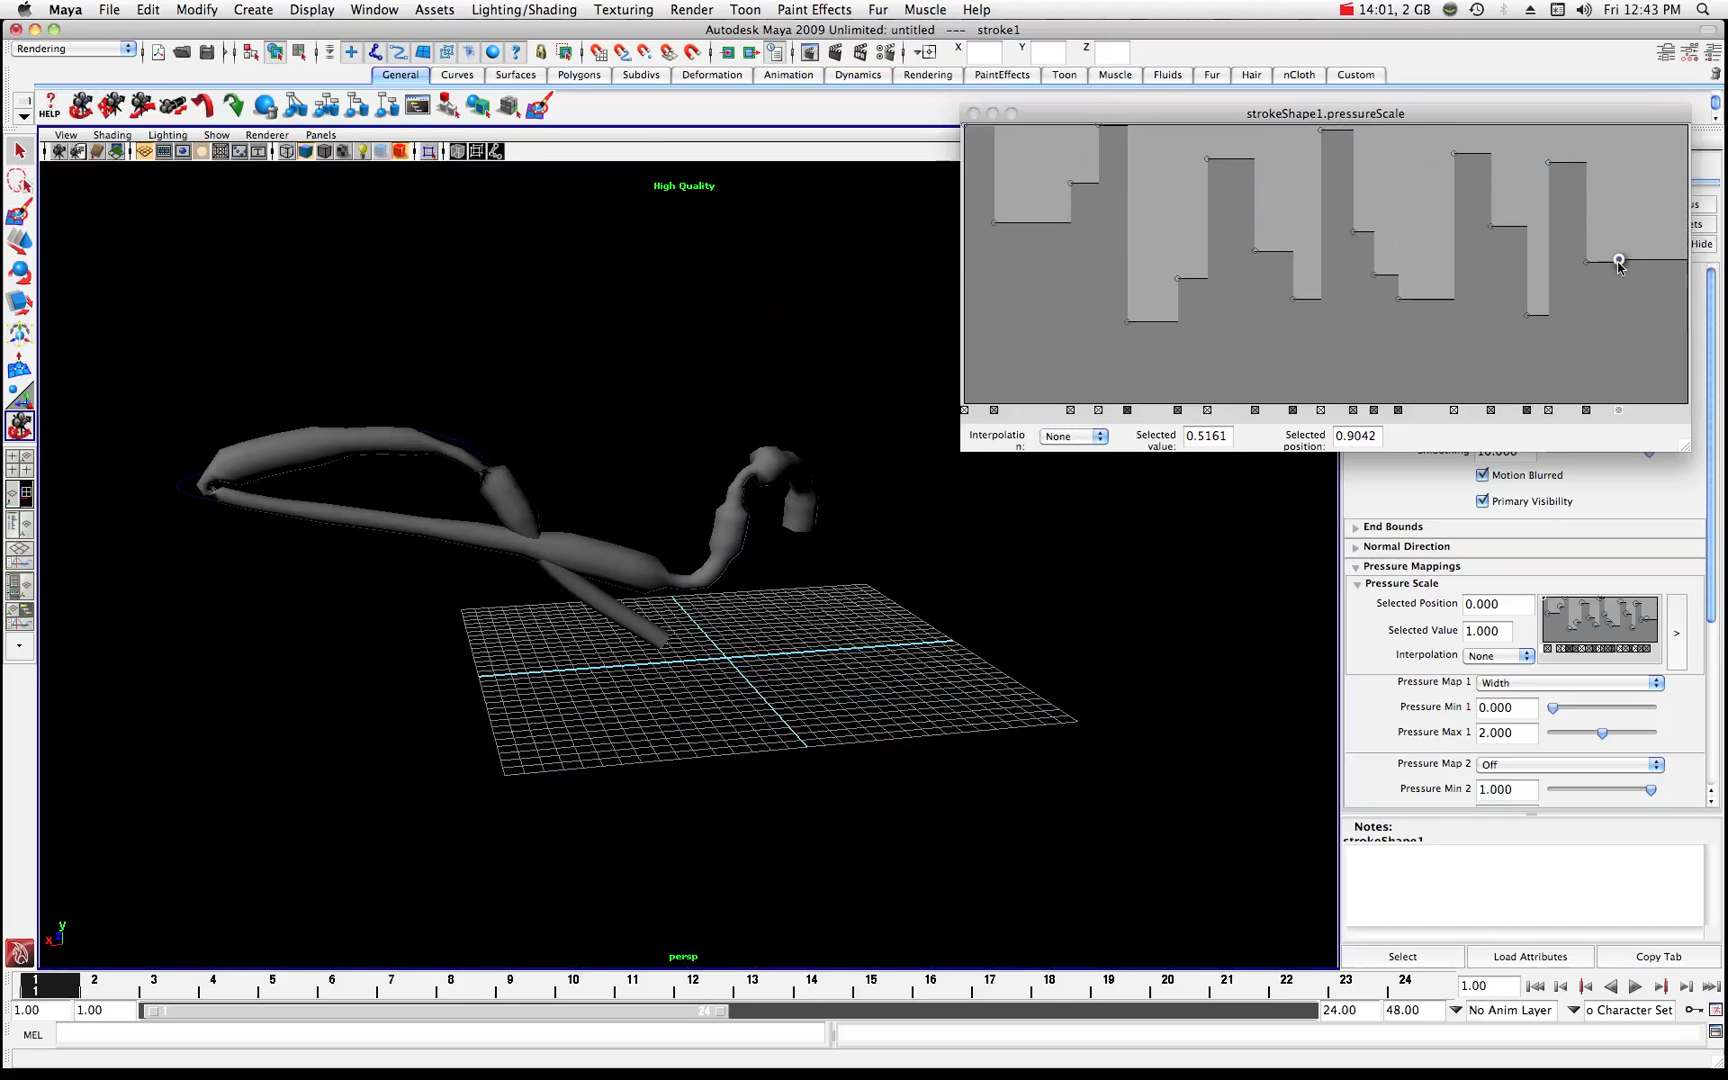 Maya File Edit Modify Create Display Window Assets Lighting/Shading Texturing Render Toon Paint Effects Fur Muscle Help 14:01, 2 GB Fri 12:43 PM
Autodesk Maya 2009 Unlimited: untitled --- stroke1
Rendering X Y Z
General Curves Surfaces Polygons Subdivs Deformation Animation Dynamics Rendering PaintEffects Toon Muscle Fluids Fur Hair nCloth Custom
HELP
strokeShape1.pressureScale
View Shading Lighting Show Renderer Panels
High Quality
us
ets
Hide
Interpolatio
n:
None
Selected
value:
0.5161
Selected
position:
0.9042
Motion Blurred
Primary Visibility
End Bounds
Normal Direction
Pressure Mappings
Pressure Scale
Selected Position 0.000
Selected Value 1.000
>
Interpolation None
Pressure Map 1 Width
Pressure Min 1 0.000
Pressure Max 1 2.000
Pressure Map 2 Off
Pressure Min 2 1.000
Notes:
strokeShape1
y
x
persp
Select Load Attributes Copy Tab
1 2 3 4 5 6 7 8 9 10 11 12 13 14 15 16 17 18 19 20 21 22 23 24
1 1.00
1.00 1.00 1 24 24.00 48.00 No Anim Layer o Character Set
MEL